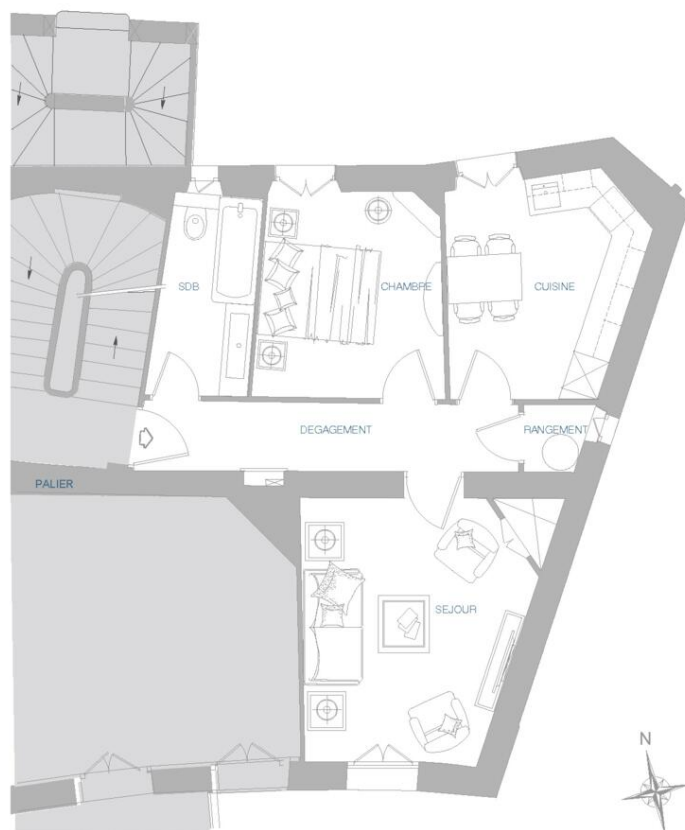 SDB
CHAMBRE
CUISINE
DEGAGEMENT
RANGEMENT
PALIER
SEJOUR
N